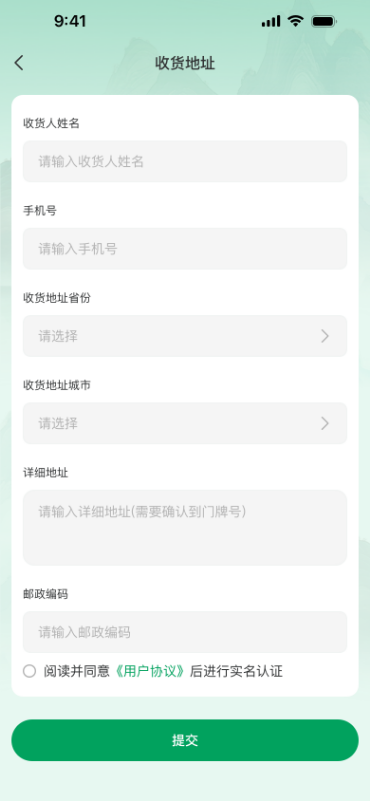 9:41
收货地址
收货人姓名
请输入收货人姓名
手机号
请输入手机号
收货地址省份
请选择
收货地址城市
请选择
详细地址
请输入详细地址(需要确认到门牌号)
邮政编码
请输入邮政编码
阅读并同意《用户协议》后进行实名认证
提交